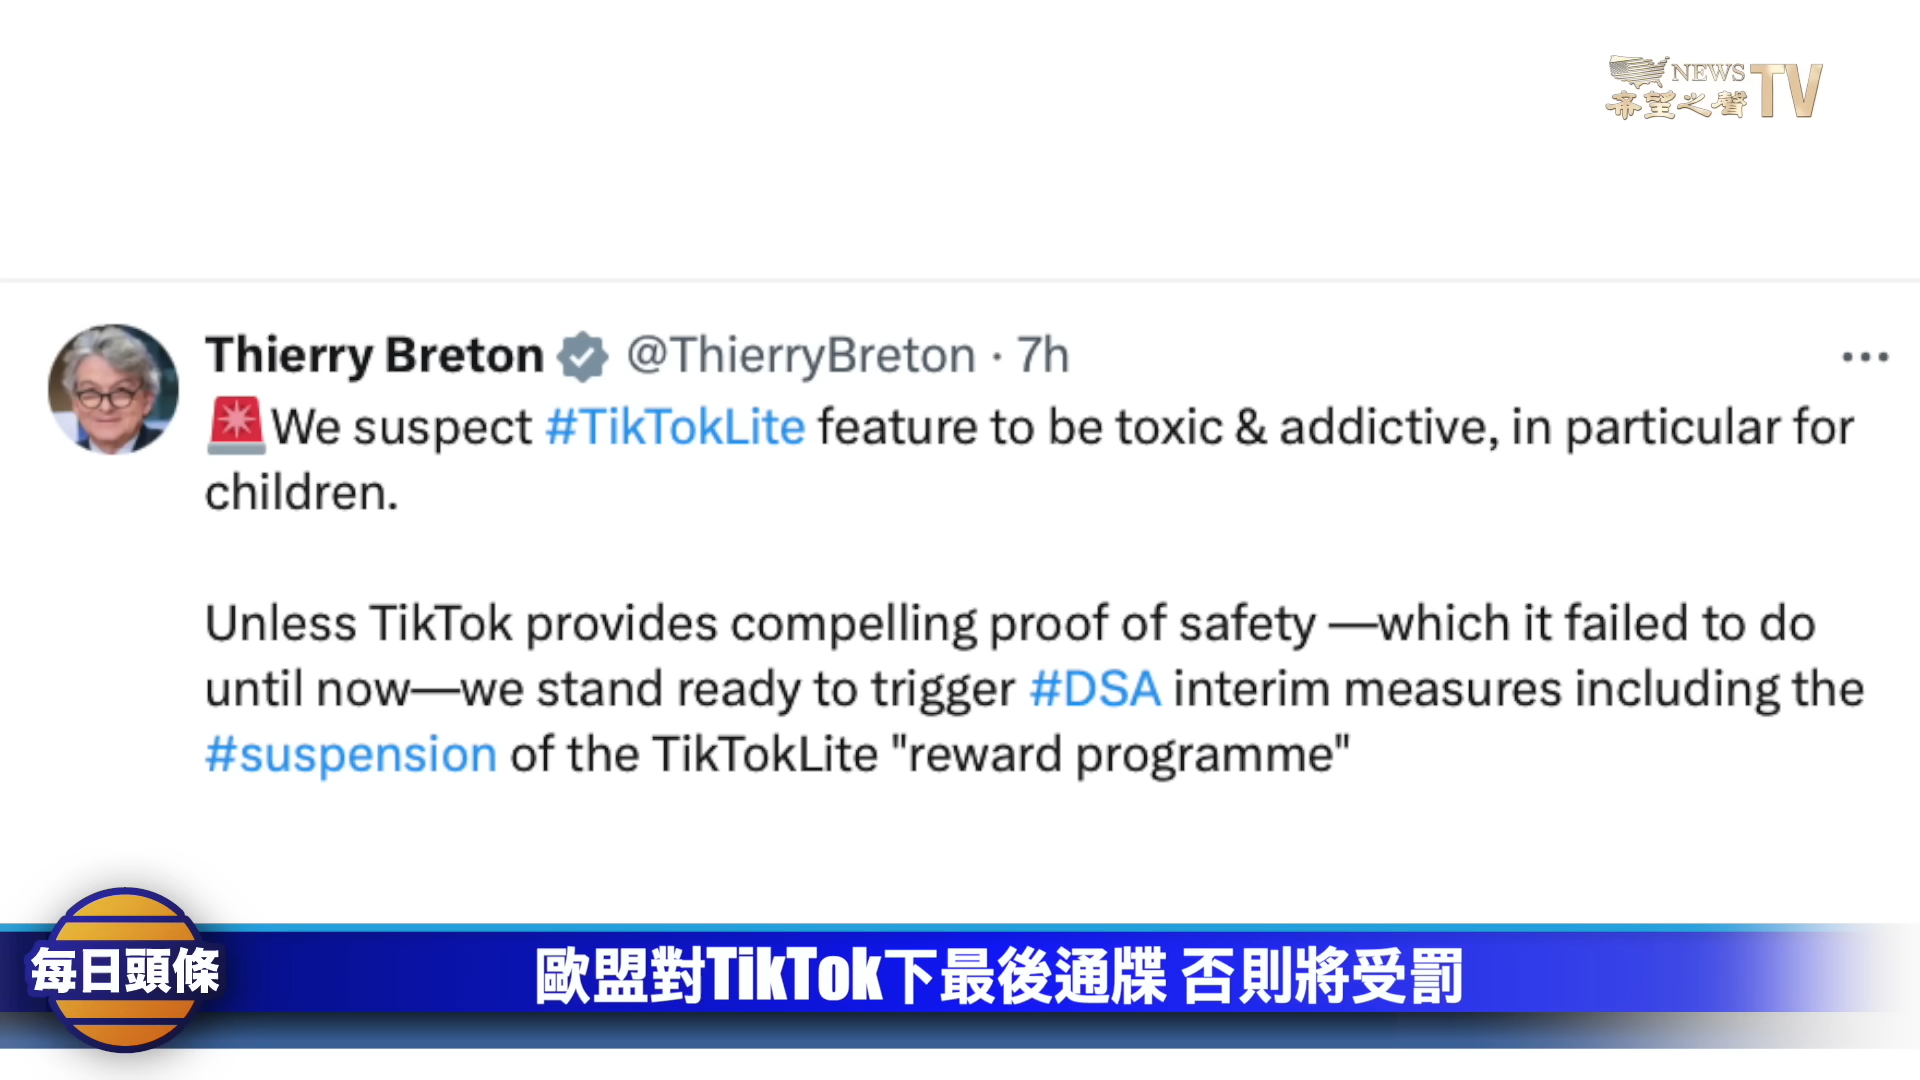 NEWS
希望之聲 TV
Thierry Breton @ThierryBreton · 7h
🚨We suspect #TikTokLite feature to be toxic & addictive, in particular for
children.
Unless TikTok provides compelling proof of safety —which it failed to do
until now—we stand ready to trigger #DSA interim measures including the
#suspension of the TikTokLite "reward programme"
每日頭條
歐盟對TikTok下最後通牒 否則將受罰